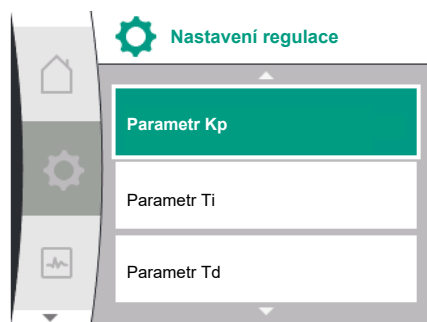 Nastavení regulace
Parametr Kp
Parametr Ti
Parametr Td